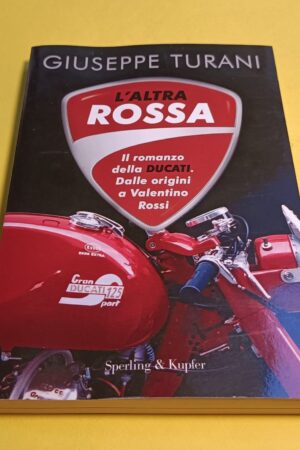 GIUSEPPE TURANI
L'ALTRA
ROSSA
Il romanzo
della DUCATI.
Dalle origini
a Valentino
Rossi
Gran
DUCATI 125
Sport
Sperling & Kupfer